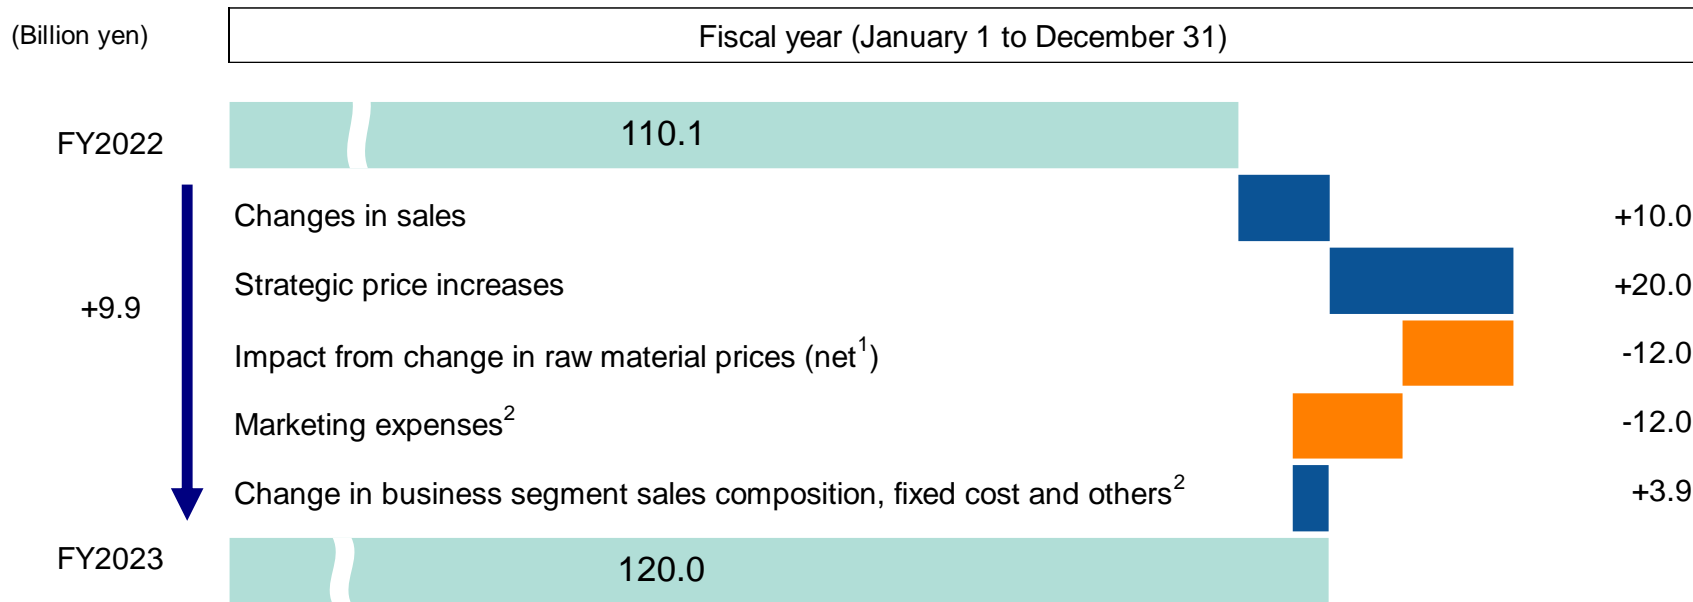 (Billion yen)
Fiscal year (January 1 to December 31)
FY2022
110.1
Changes in sales
+10.0
Strategic price increases
+20.0
+9.9
Impact from change in raw material prices (net1)
-12.0
Marketing expenses2
-12.0
Change in business segment sales composition, fixed cost and others2
+3.9
FY2023
120.0